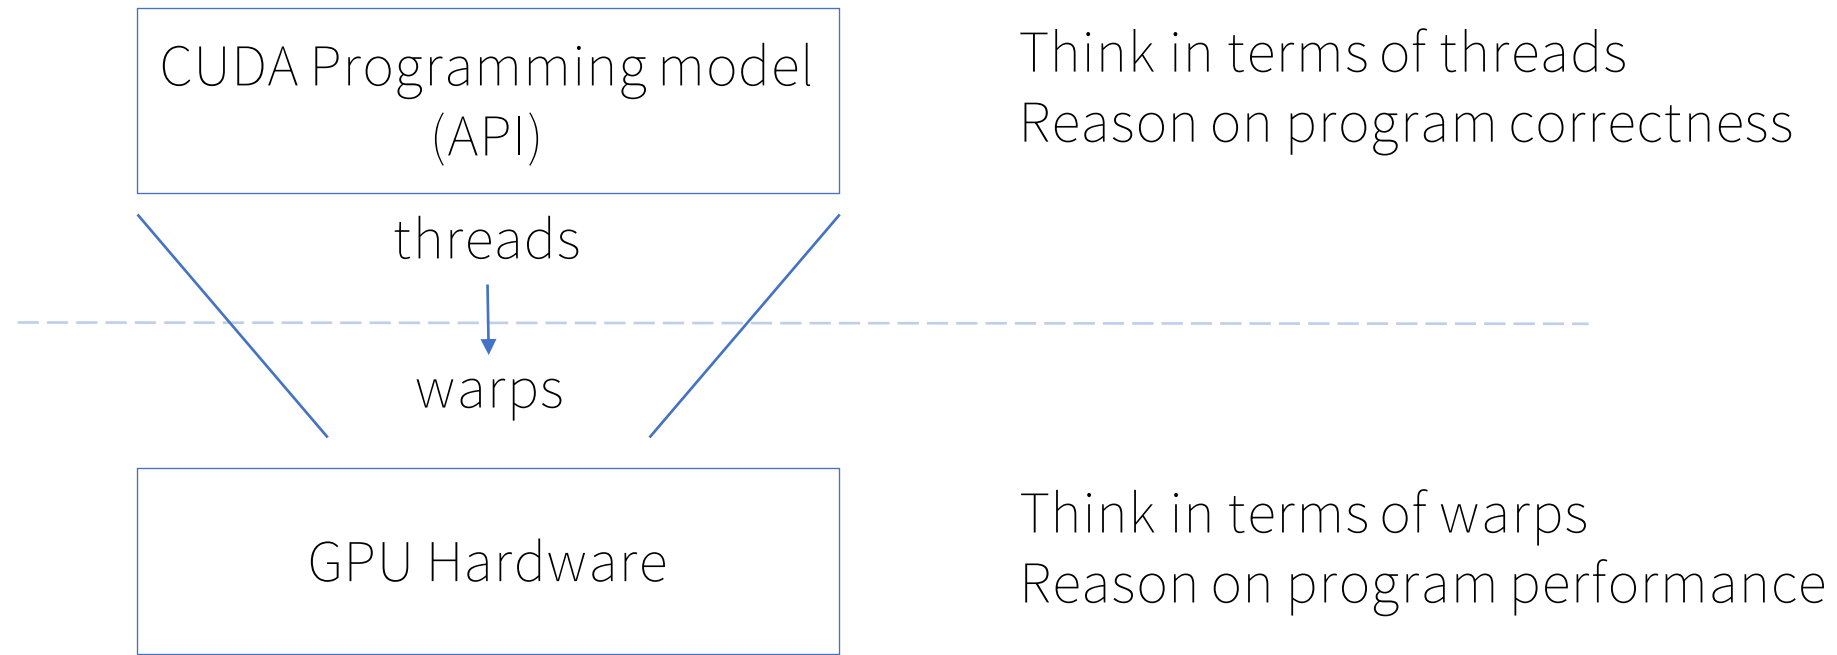 CUDA Programming model
(API)
Think in terms of threads
Reason on program correctness
threads
warps
GPU Hardware
Think in terms of warps
Reason on program performance